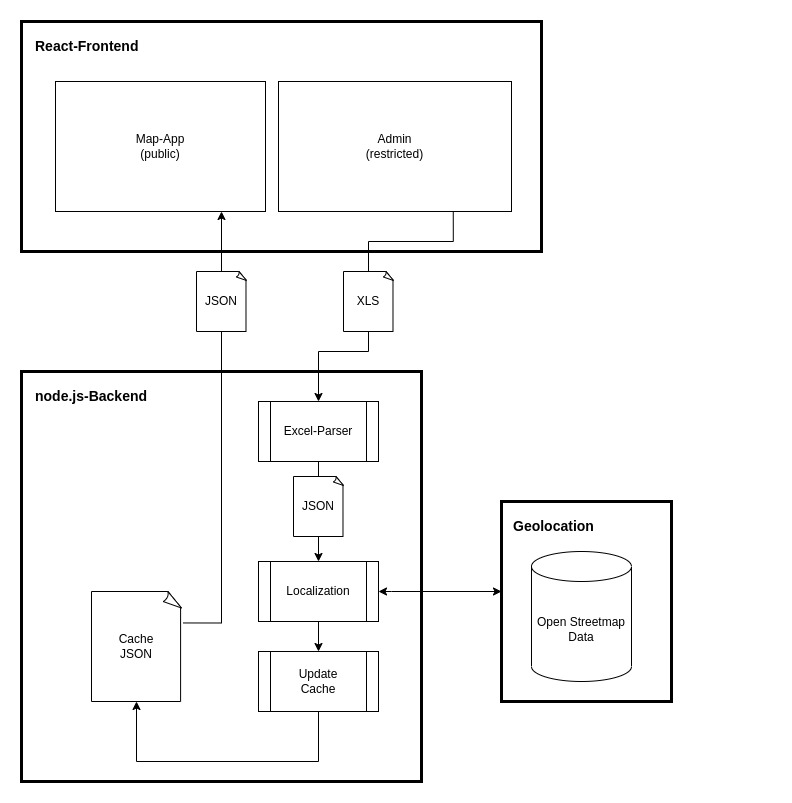 React-Frontend
Map-App
(public)
Admin
(restricted)
JSON
XLS
node.js-Backend
Excel-Parser
JSON
Localization
Update
Cache
Cache
JSON
Geolocation
Open Streetmap
Data